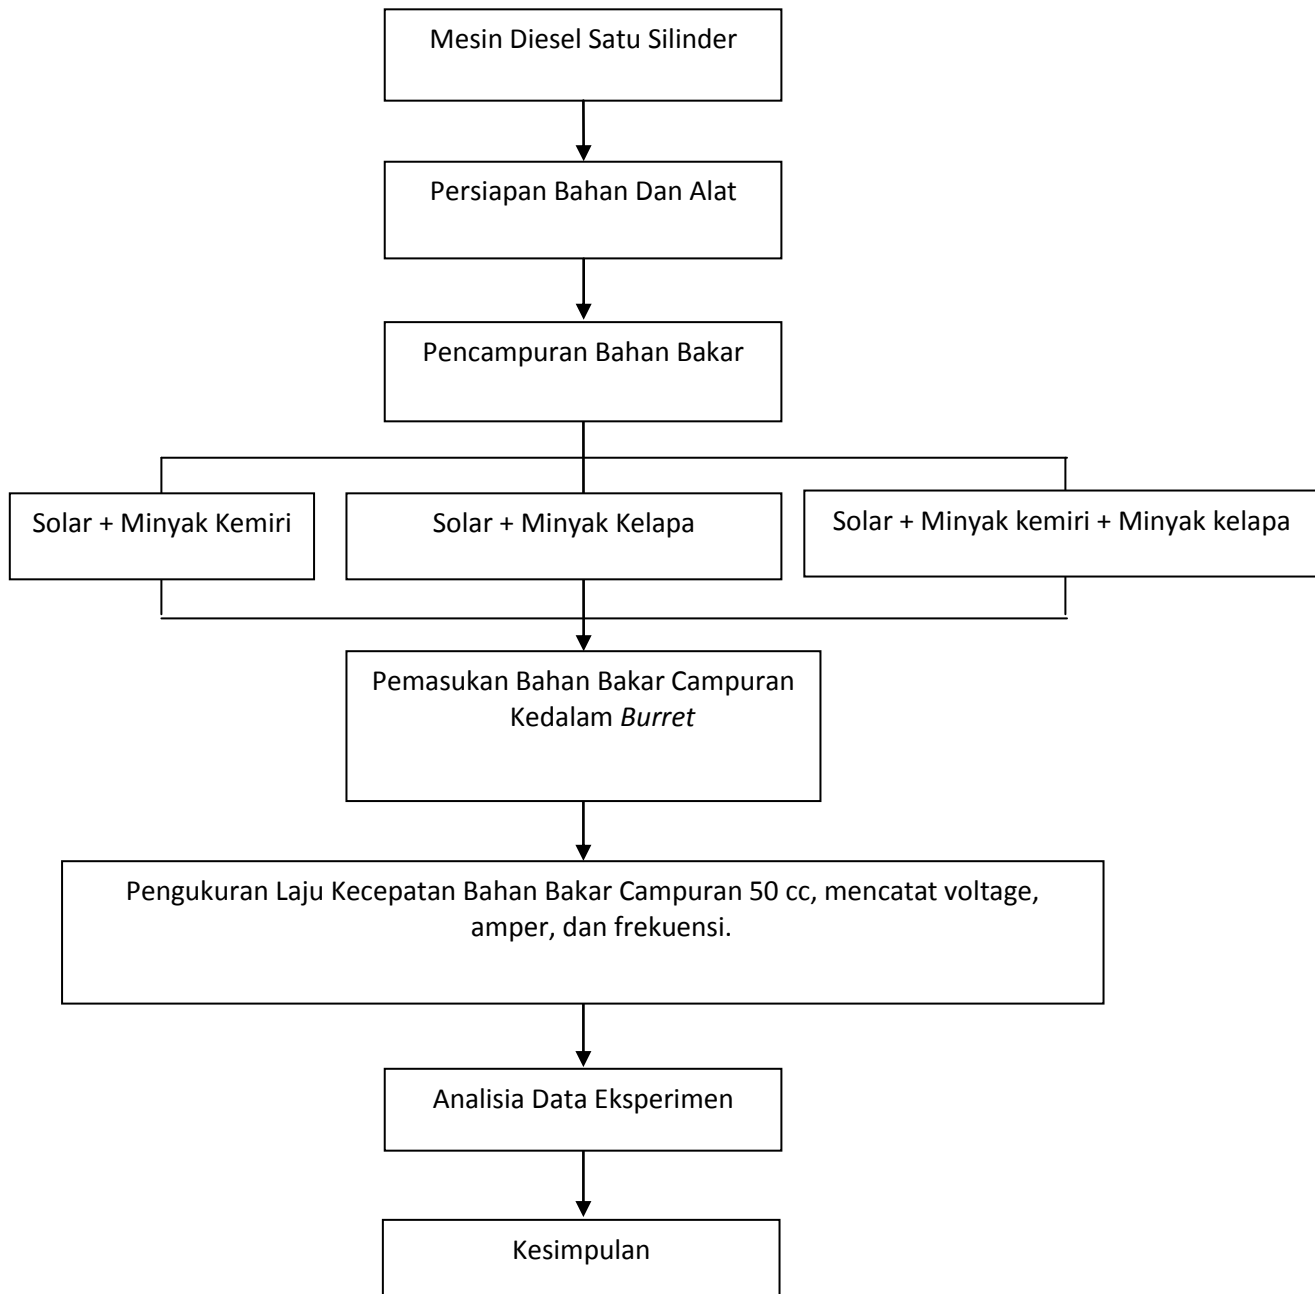 Mesin Diesel Satu Silinder
Persiapan Bahan Dan Alat
Pencampuran Bahan Bakar
Solar + Minyak Kemiri
Solar + Minyak Kelapa
Solar + Minyak kemiri + Minyak kelapa
Pemasukan Bahan Bakar Campuran
Kedalam Burret
Pengukuran Laju Kecepatan Bahan Bakar Campuran 50 cc, mencatat voltage,
amper, dan frekuensi.
Analisia Data Eksperimen
Kesimpulan